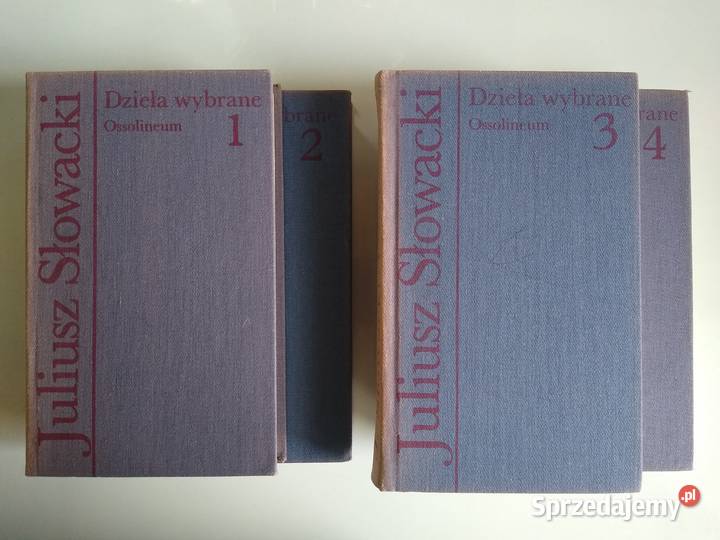 Juliusz Słowacki
Dzieła wybrane
Ossolineum
1
brane
2
Juliusz Słowacki
Dzieła wybrane
Ossolineum
3
brane
4
Sprzedajemy.pl